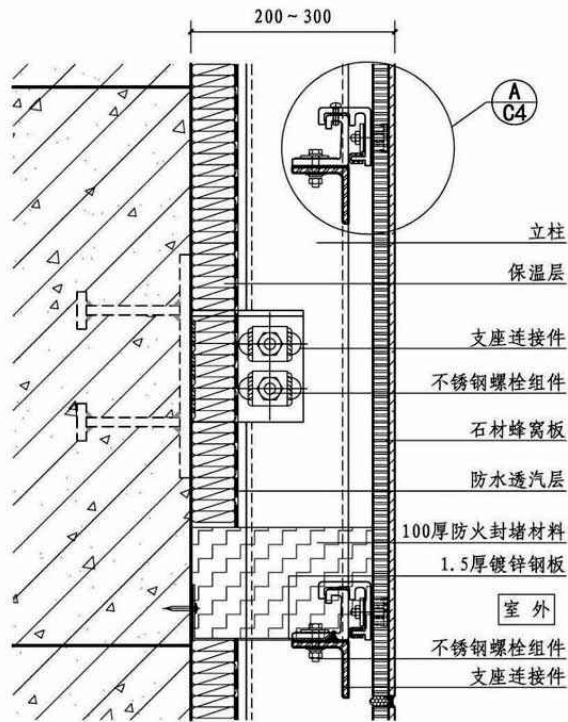 200~300
A
C4
立柱
保温层
支座连接件
不锈钢螺栓组件
石材蜂窝板
防水透汽层
100厚防火封堵材料
1.5厚镀锌钢板
室外
不锈钢螺栓组件
支座连接件